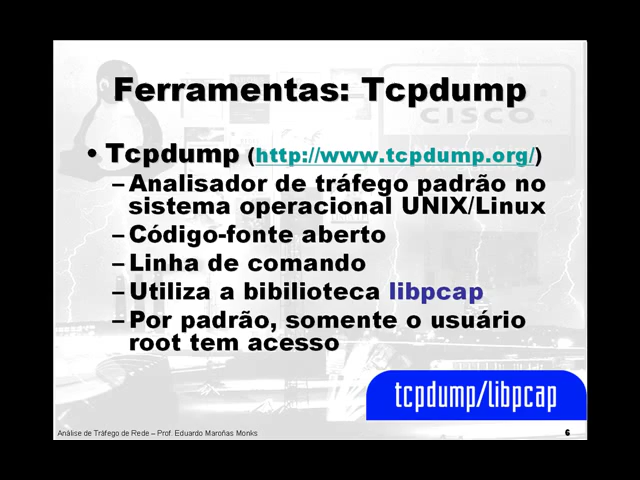 Ferramentas: Tcpdump
CISCO
• Tcpdump (http://www.tcpdump.org/)
–Analisador de tráfego padrão no
sistema operacional UNIX/Linux
–Código-fonte aberto
–Linha de comando
–Utiliza a bibilioteca libpcap
–Por padrão, somente o usuário
root tem acesso
tcpdump/libpcap
Análise de Tráfego de Rede – Prof. Eduardo Maroñas Monks
6